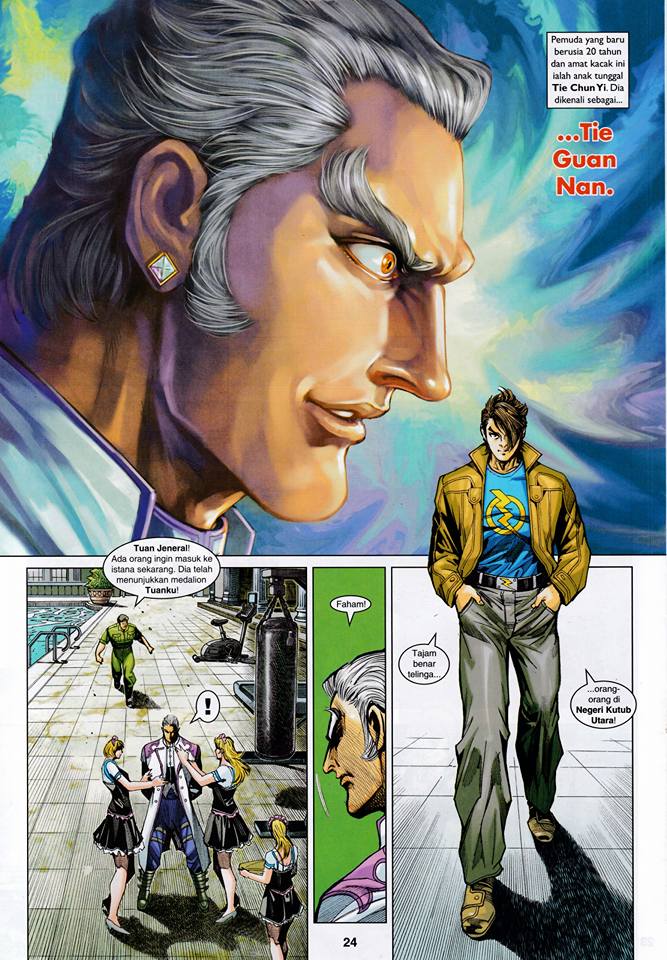 Pemuda yang baru
berusia 20 tahun
dan amat kacak ini
ialah anak tunggal
Tie Chun Yi. Dia
dikenali sebagai...
...Tie
Guan
Nan.
Tuan Jeneral!
Ada orang ingin masuk ke
istana sekarang. Dia telah
menunjukkan medalion
Tuanku!
!
Faham!
Tajam
benar
telinga...
...orang-
orang di
Negeri Kutub
Utara!
24